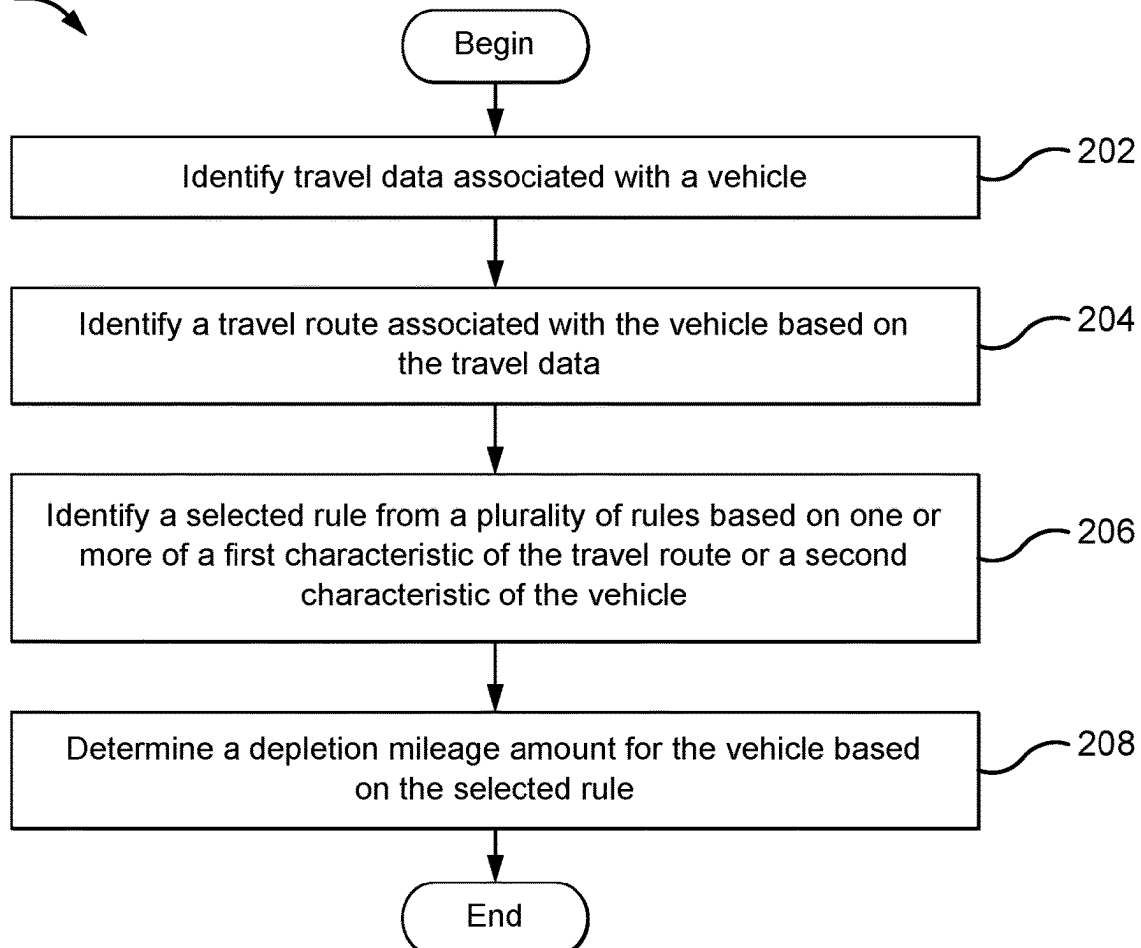 Begin
Identify travel data associated with a vehicle
202
Identify a travel route associated with the vehicle based on
the travel data
204
Identify a selected rule from a plurality of rules based on one or
more of a first characteristic of the travel route or a second
characteristic of the vehicle
206
Determine a depletion mileage amount for the vehicle based
on the selected rule
208
End